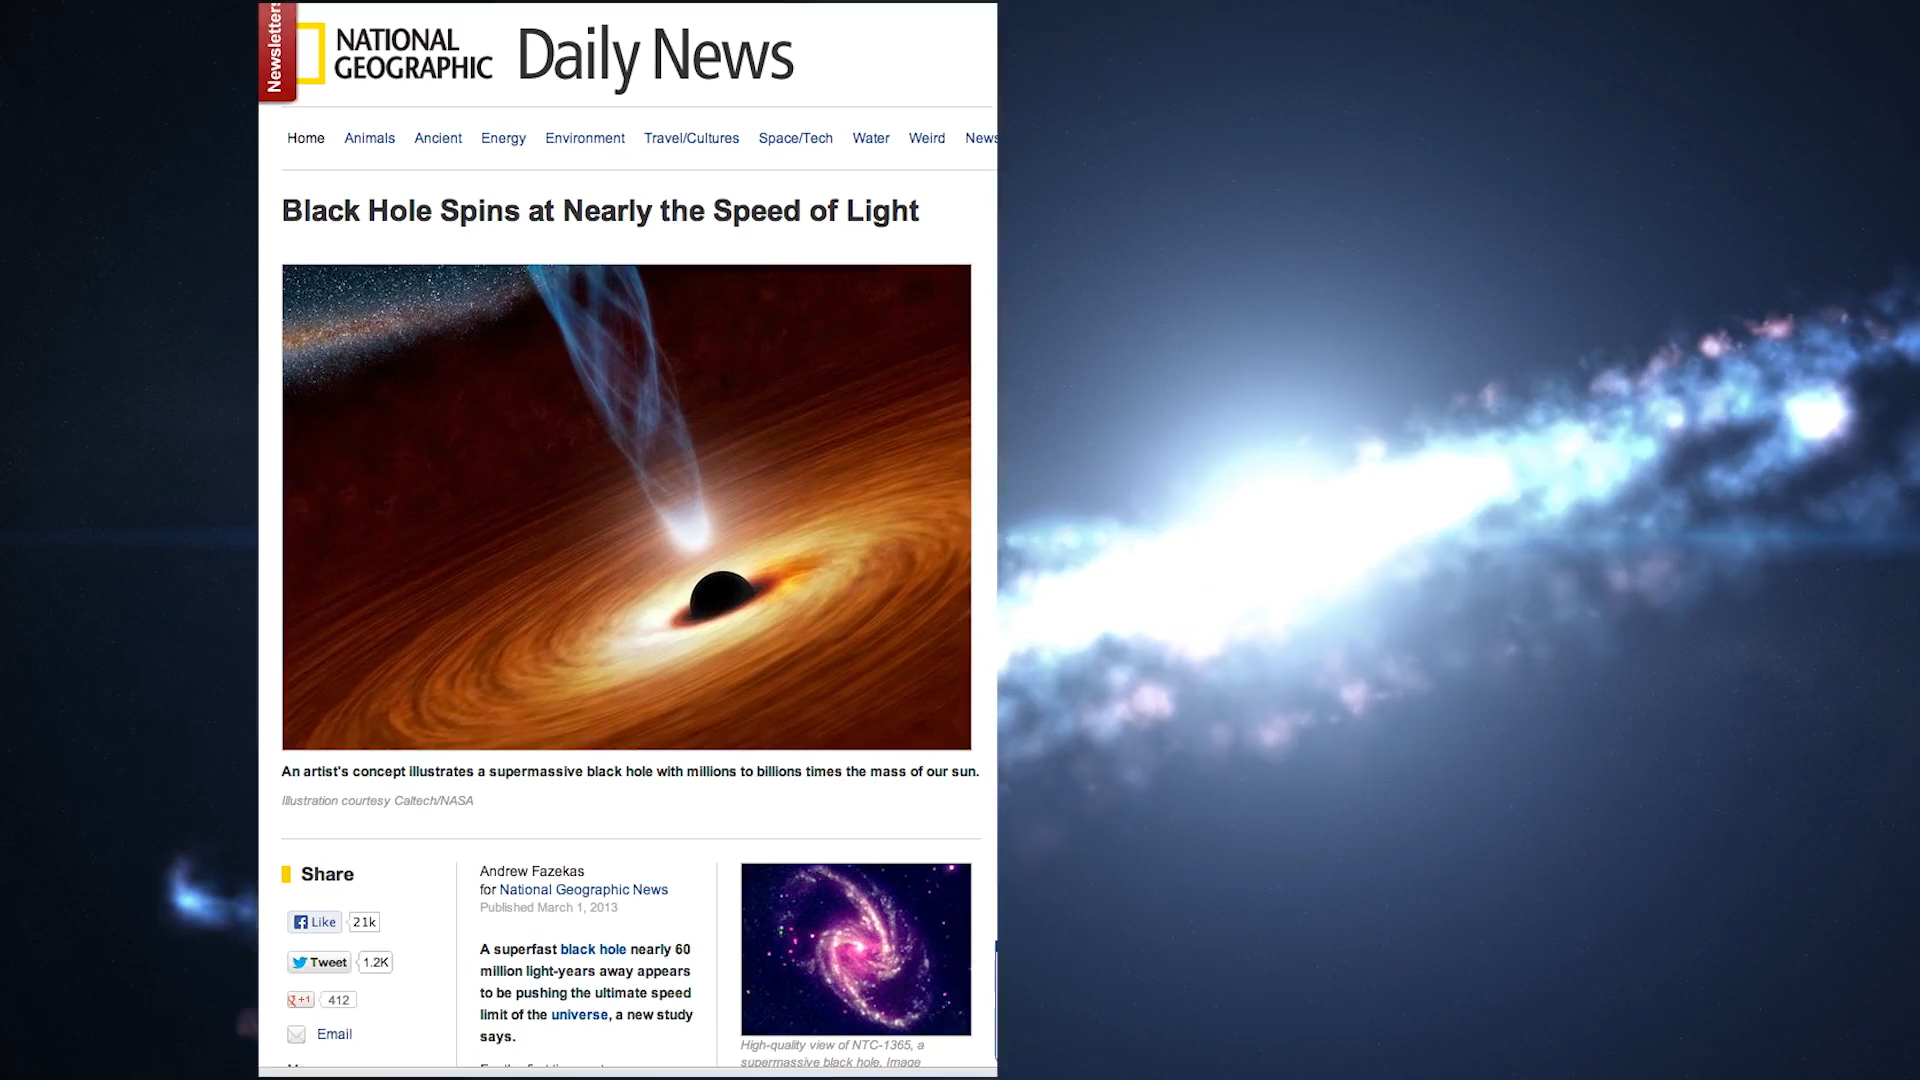 Newsletters
NATIONAL
GEOGRAPHIC
Daily News
Home Animals Ancient Energy Environment Travel/Cultures Space/Tech Water Weird News
Black Hole Spins at Nearly the Speed of Light
An artist's concept illustrates a supermassive black hole with millions to billions times the mass of our sun.
Illustration courtesy Caltech/NASA
Share
Like 21k
Tweet 1.2K
+1 412
Email
Andrew Fazekas
for National Geographic News
Published March 1, 2013
A superfast black hole nearly 60
million light-years away appears
to be pushing the ultimate speed
limit of the universe, a new study
says.
High-quality view of NTC-1365, a
supermassive black hole. Image